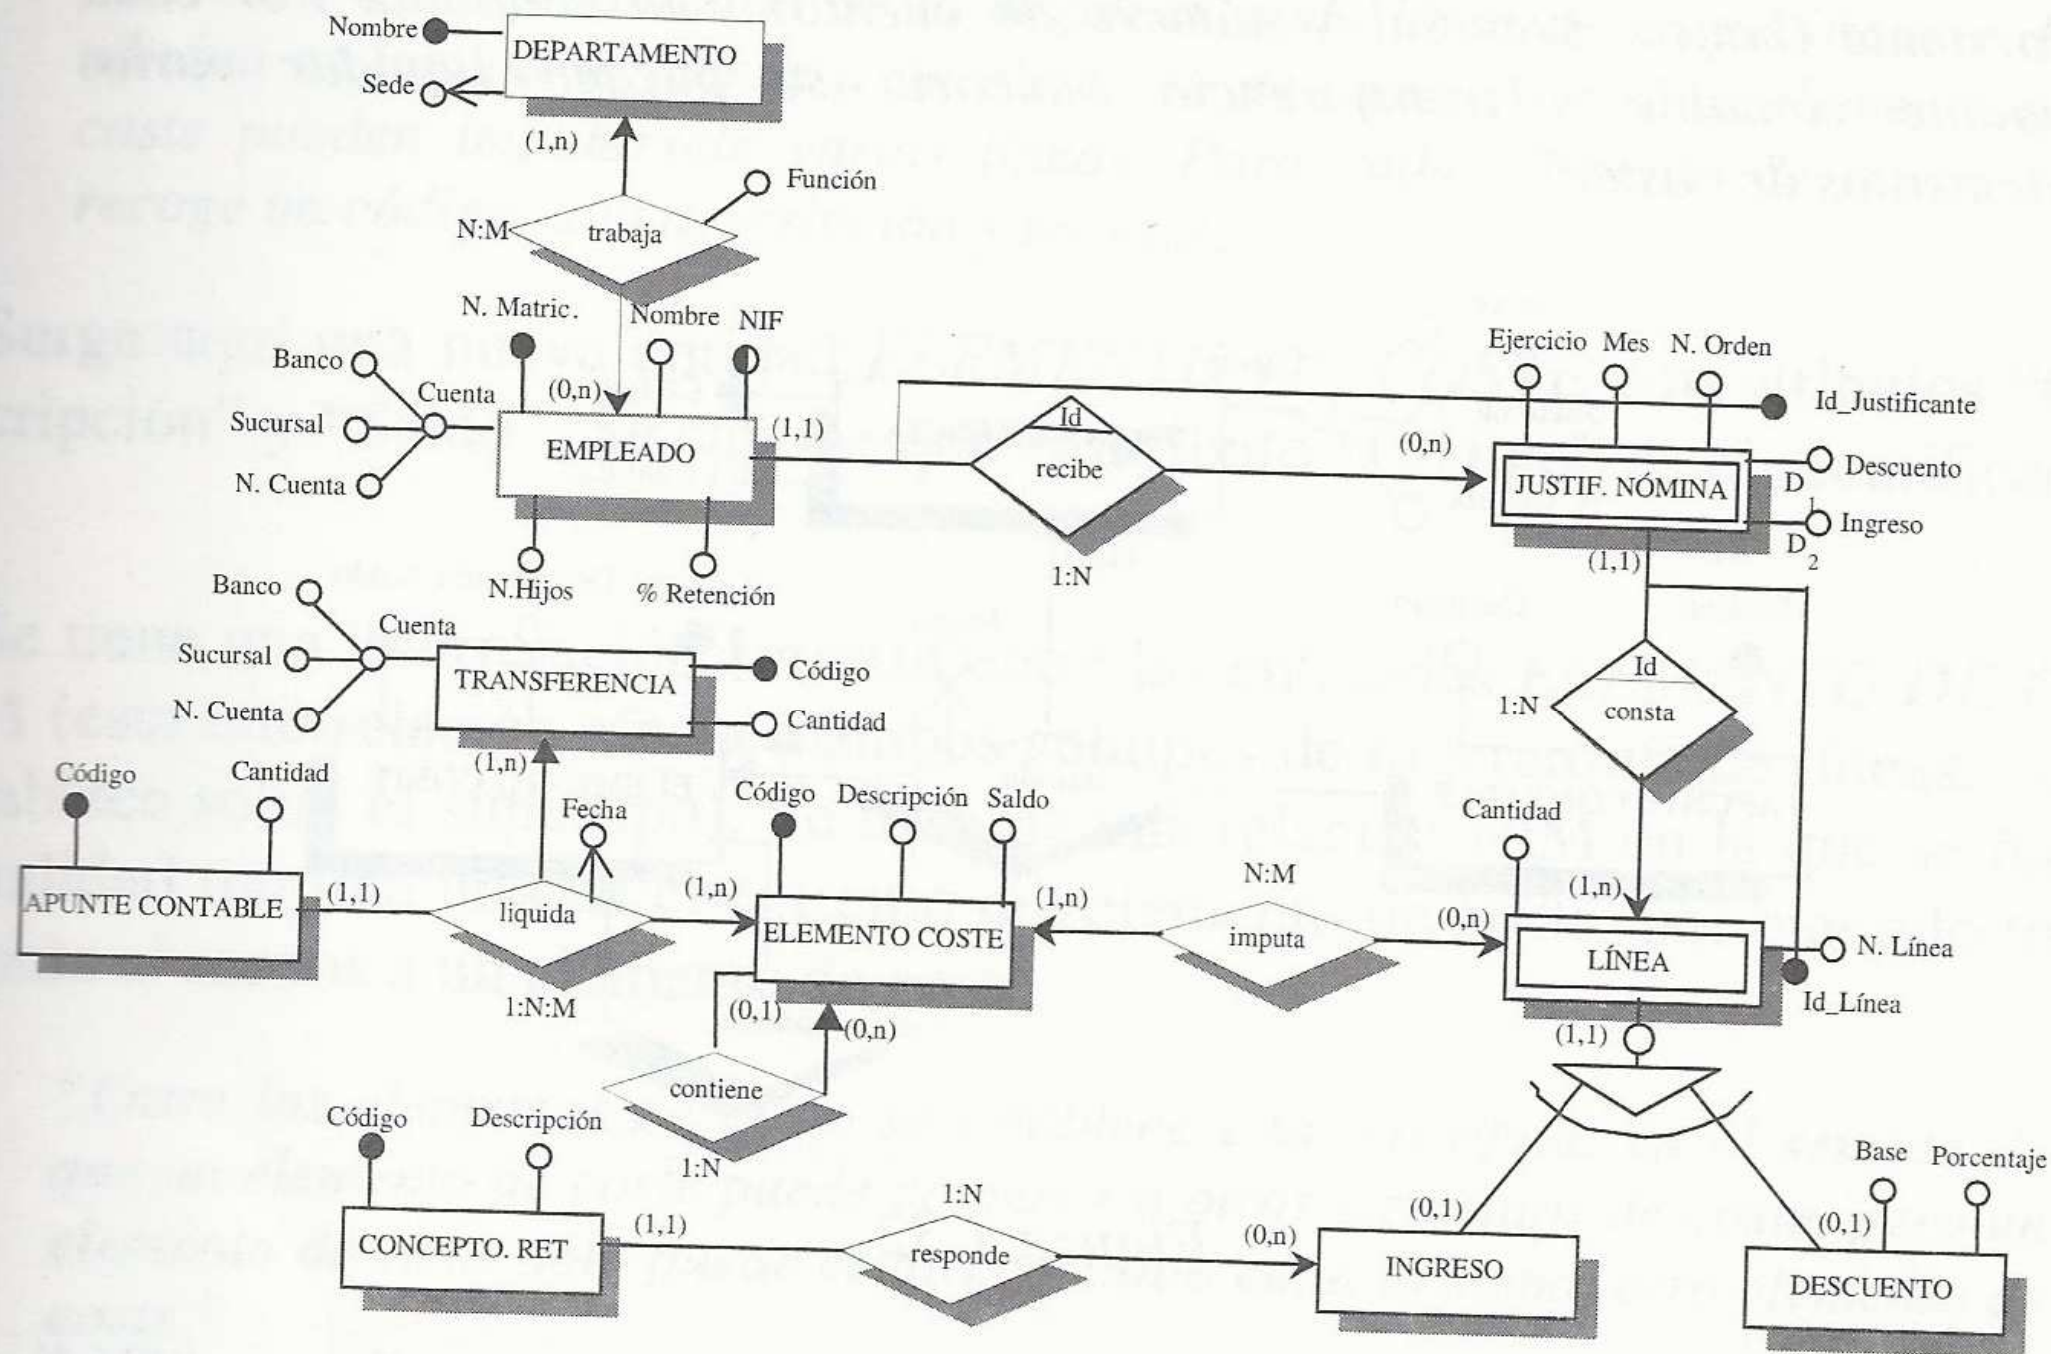 Nombre
DEPARTAMENTO
Sede
(1,n)
Función
N:M
trabaja
N. Matric.
Nombre
NIF
Banco
Cuenta
(0,n)
Sucursal
EMPLEADO
(1,1)
N. Cuenta
N.Hijos
% Retención
Id
recibe
1:N
(0,n)
Ejercicio
Mes
N. Orden
Id_Justificante
JUSTIF. NÓMINA
Descuento
D
1
Ingreso
D
2
(1,1)
Banco
Cuenta
Sucursal
TRANSFERENCIA
Código
N. Cuenta
Cantidad
(1,n)
Id
1:N
consta
Código
Cantidad
Fecha
Código
Descripción
Saldo
Cantidad
(1,n)
APUNTE CONTABLE
(1,1)
liquida
(1,n)
1:N:M
ELEMENTO COSTE
(1,n)
N:M
imputa
(0,n)
LÍNEA
N. Línea
Id_Línea
(1,1)
(0,1)
(0,n)
contiene
1:N
Código
Descripción
CONCEPTO. RET
(1,1)
1:N
responde
(0,n)
INGRESO
(0,1)
(0,1)
Base
Porcentaje
DESCUENTO